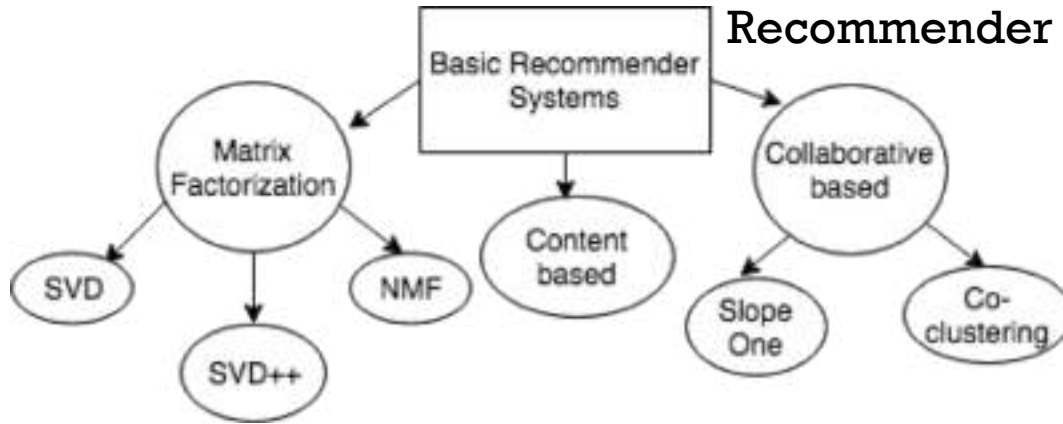 Recommender
Basic Recommender
Systems
Matrix
Factorization
Collaborative
based
Content
based
SVD
NMF
SVD++
Slope
One
Co-
clustering